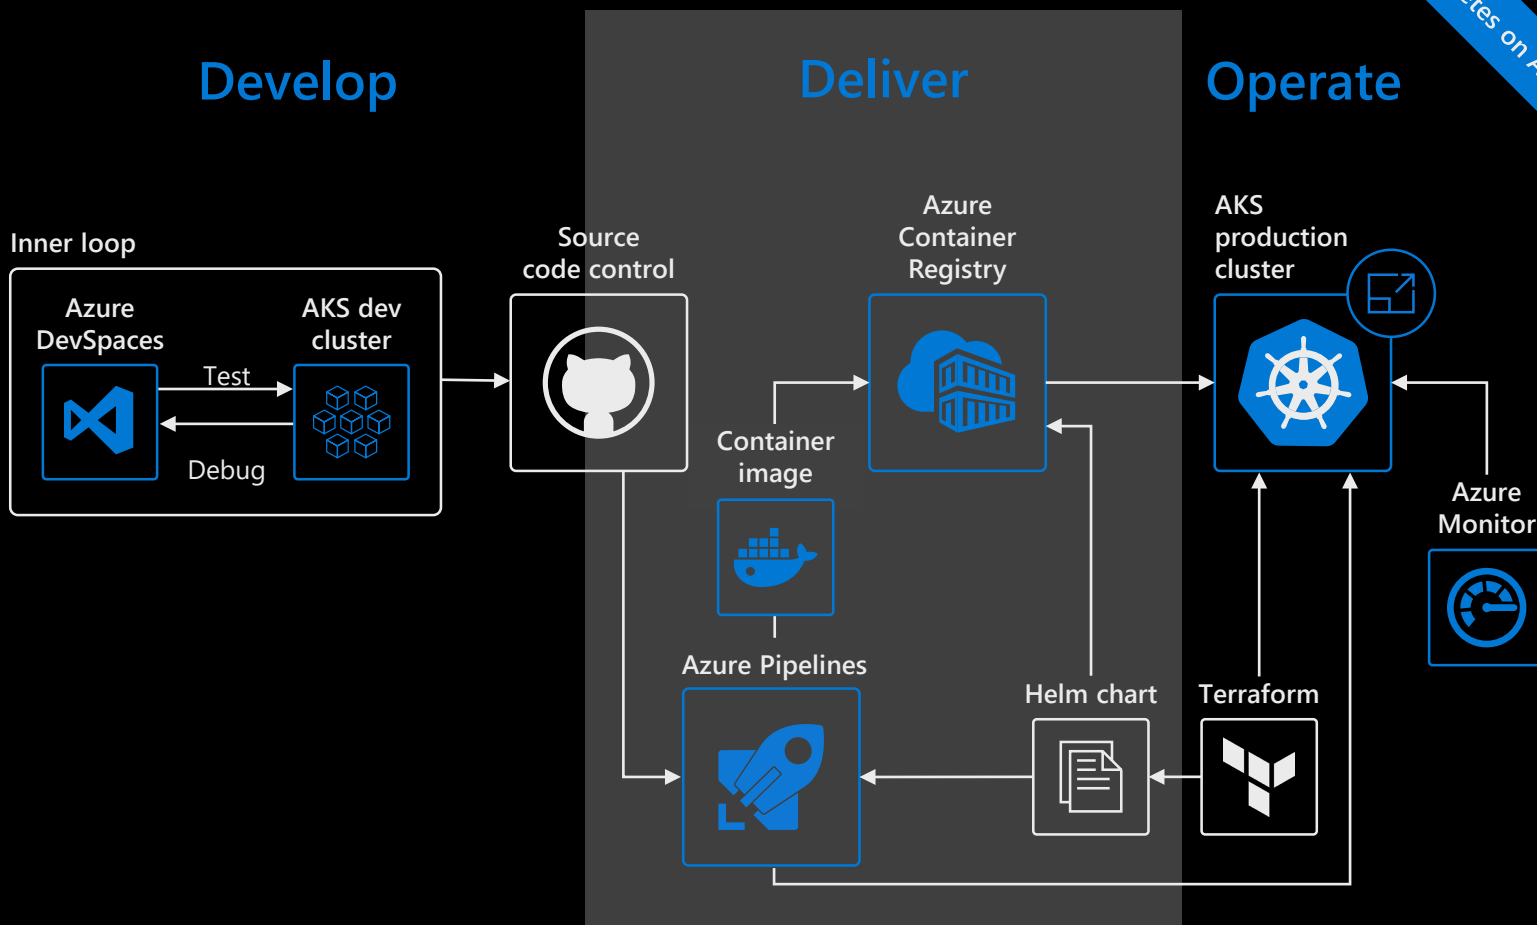 Develop
Deliver
Operate
Inner loop
Azure
DevSpaces
AKS dev
cluster
Test
Debug
Source
code control
Azure
Container
Registry
AKS
production
cluster
Container
image
Azure
Monitor
Azure Pipelines
Helm chart
Terraform
on